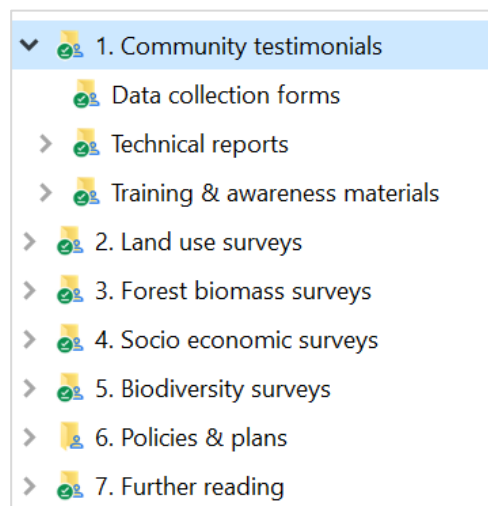 1. Community testimonials
Data collection forms
Technical reports
Training & awareness materials
2. Land use surveys
3. Forest biomass surveys
4. Socio economic surveys
5. Biodiversity surveys
6. Policies & plans
7. Further reading